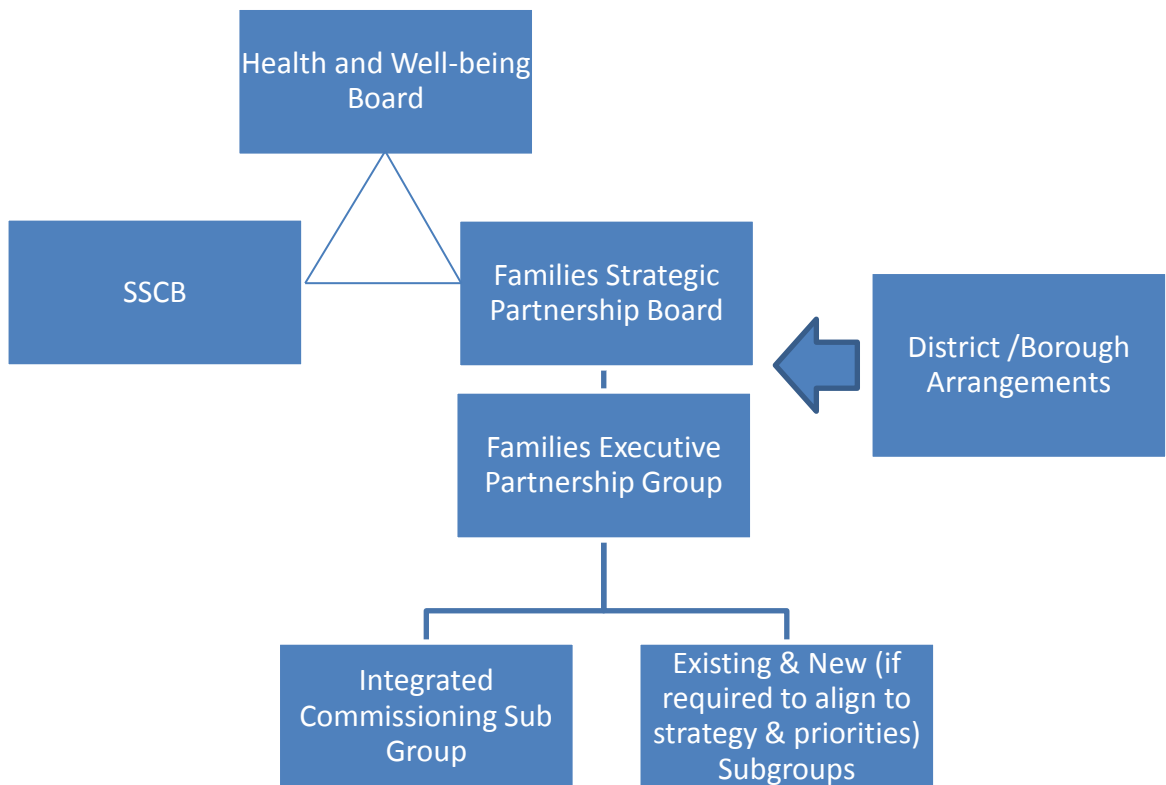 Health and Well-being
Board
SSCB
Families Strategic
Partnership Board
District /Borough
Arrangements
Families Executive
Partnership Group
Integrated
Commissioning Sub
Group
Existing & New (if
required to align to
strategy & priorities)
Subgroups